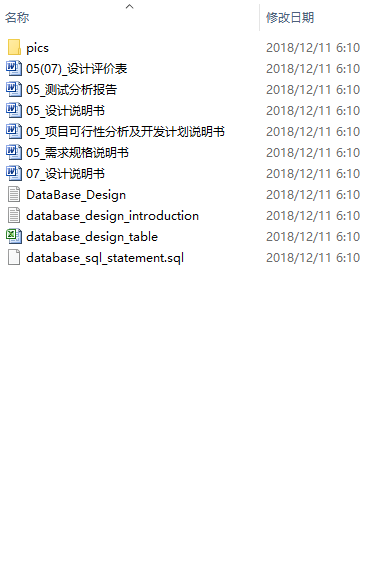 名称 修改日期
pics 2018/12/11 6:10
05(07)_设计评价表 2018/12/11 6:10
05_测试分析报告 2018/12/11 6:10
05_设计说明书 2018/12/11 6:10
05_项目可行性分析及开发计划说明书 2018/12/11 6:10
05_需求规格说明书 2018/12/11 6:10
07_设计说明书 2018/12/11 6:10
DataBase_Design 2018/12/11 6:10
database_design_introduction 2018/12/11 6:10
database_design_table 2018/12/11 6:10
database_sql_statement.sql 2018/12/11 6:10